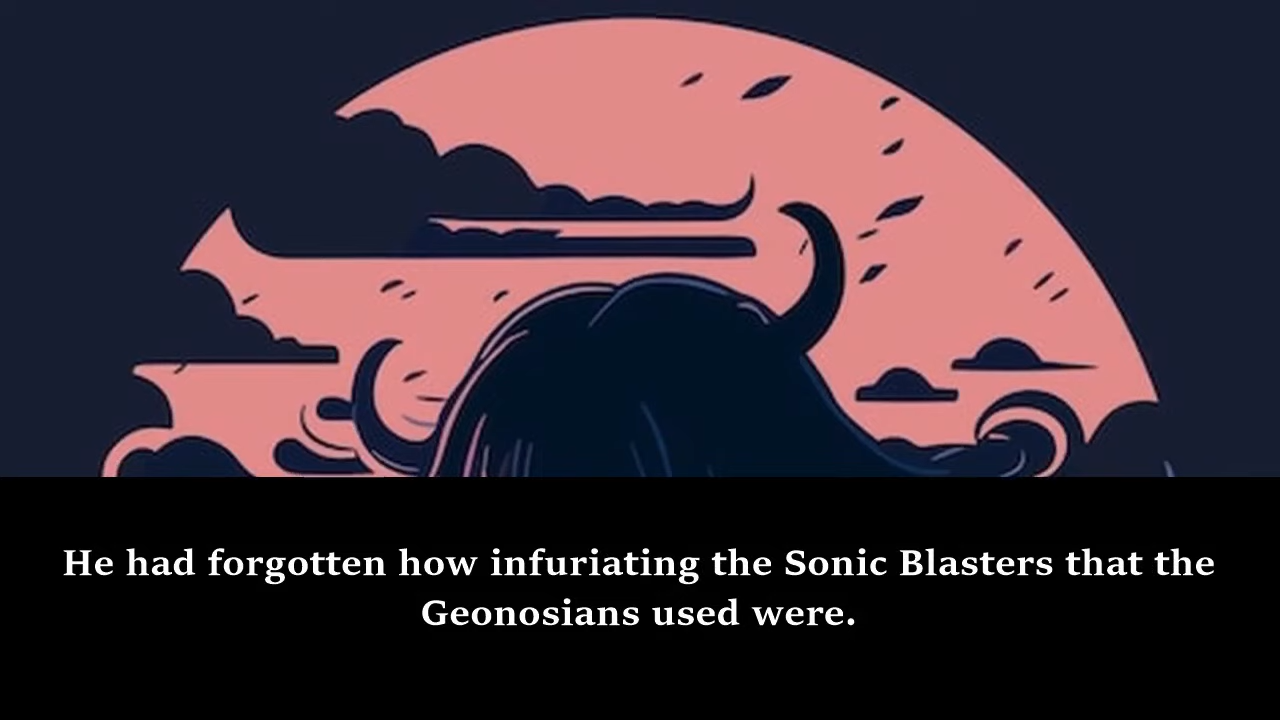 He had forgotten how infuriating the Sonic Blasters that the
Geonosians used were.